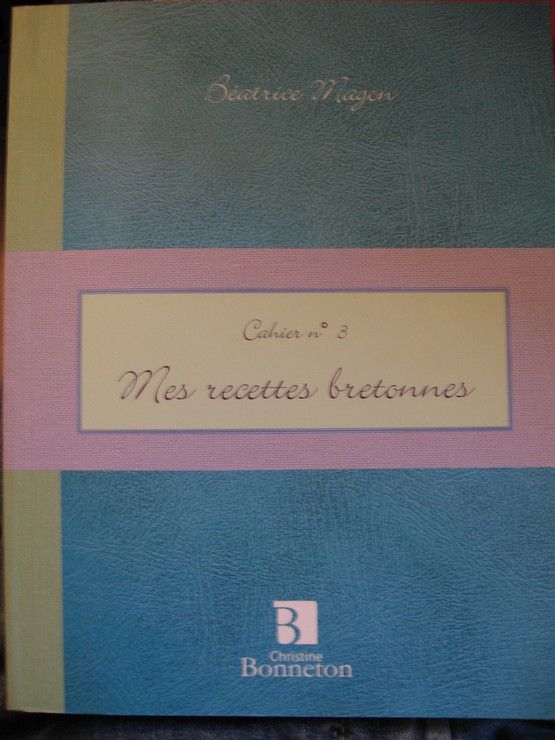 Béatrice Magon
Cahier n° 3
Mes recettes bretonnes
B
Christine
Bonneton